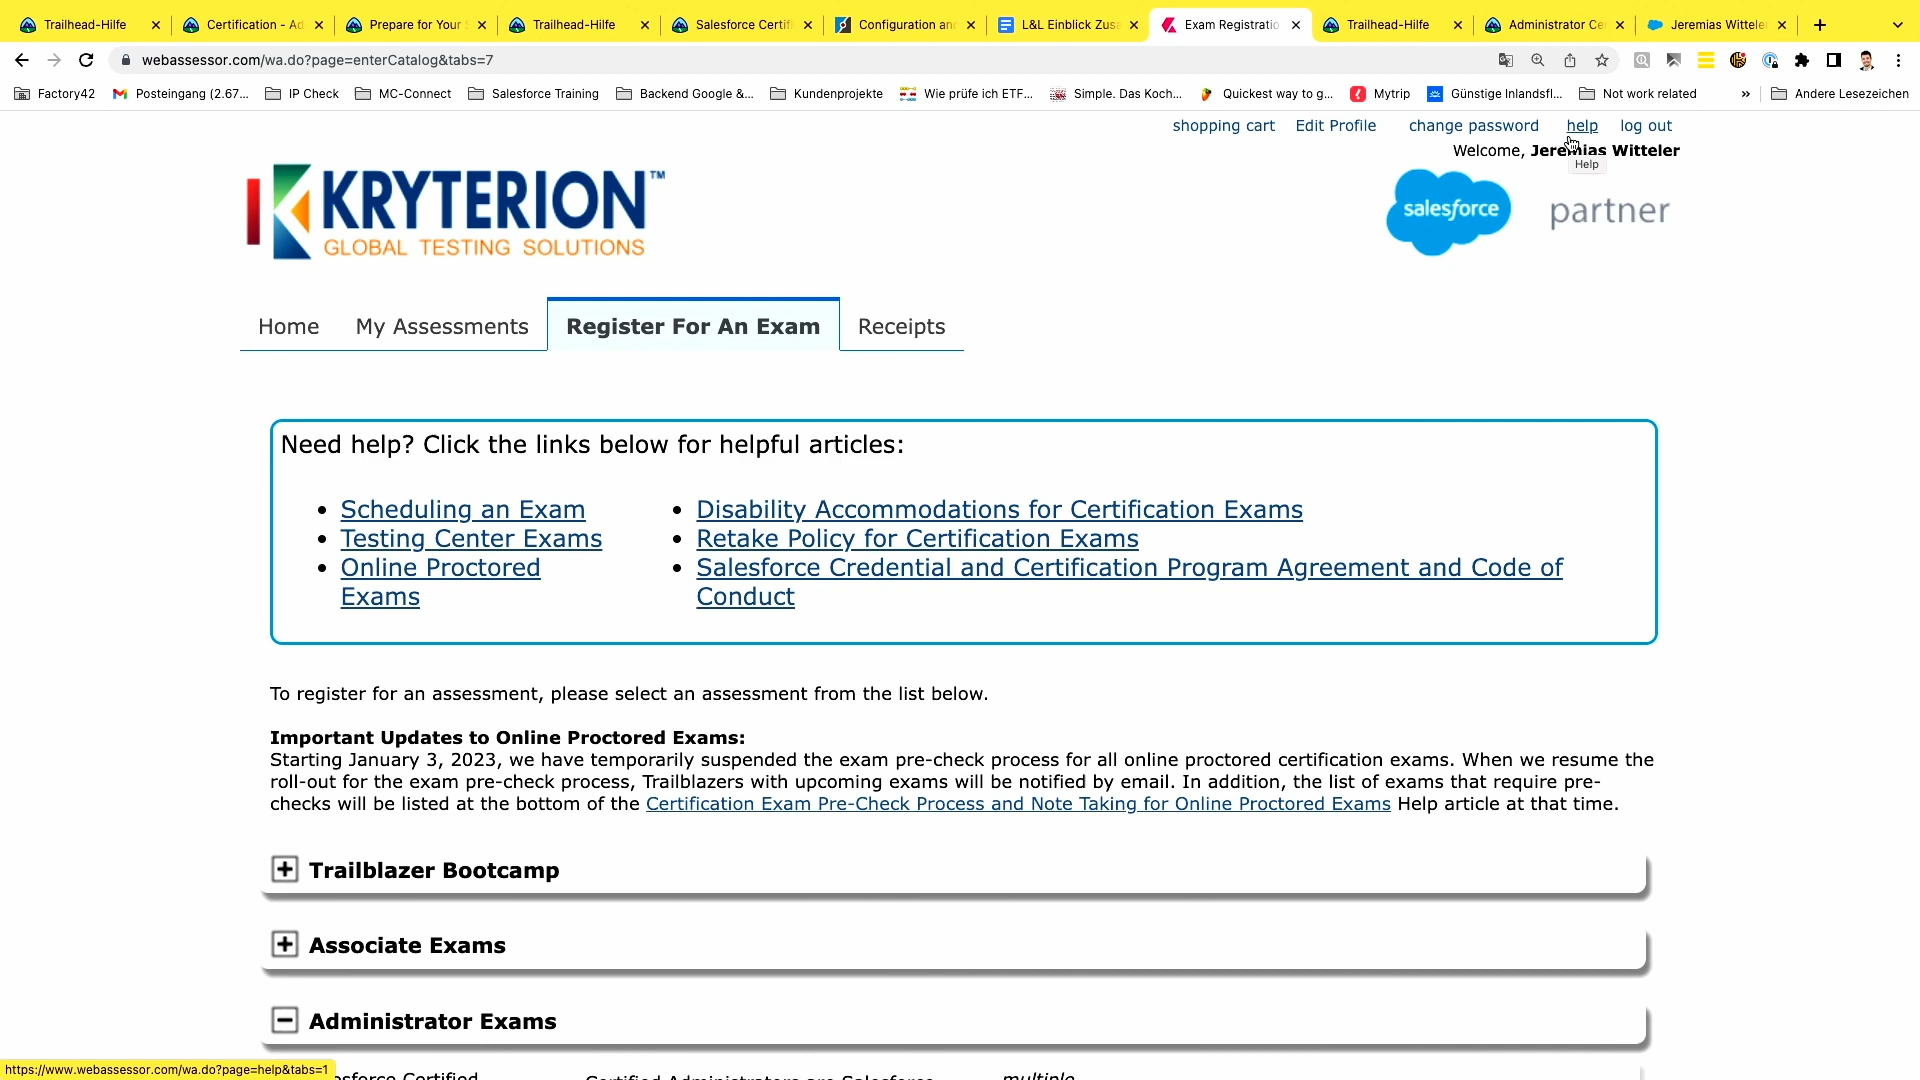 Trailhead-Hilfe
Certification - Ad
Prepare for Your S
Trailhead-Hilfe
Salesforce Certifi
Configuration and
L&L Einblick Zusa
Exam Registratio
Trailhead-Hilfe
Administrator Ce
Jeremias Witteler
webassessor.com/wa.do?page=enterCatalog&tabs=7
Factory42
Posteingang (2.67...
IP Check
MC-Connect
Salesforce Training
Backend Google &...
Kundenprojekte
Wie prüfe ich ETF...
Simple. Das Koch...
Quickest way to g...
Mytrip
Günstige Inlandsfl...
Not work related
»
Andere Lesezeichen
shopping cart Edit Profile change password help log out
Welcome, Jeremias Witteler
Help
KRYTERION™
GLOBAL TESTING SOLUTIONS
salesforce partner
Home My Assessments Register For An Exam Receipts
Need help? Click the links below for helpful articles:
• Scheduling an Exam
• Testing Center Exams
• Online Proctored
Exams
• Disability Accommodations for Certification Exams
• Retake Policy for Certification Exams
• Salesforce Credential and Certification Program Agreement and Code of
Conduct
To register for an assessment, please select an assessment from the list below.
Important Updates to Online Proctored Exams:
Starting January 3, 2023, we have temporarily suspended the exam pre-check process for all online proctored certification exams. When we resume the
roll-out for the exam pre-check process, Trailblazers with upcoming exams will be notified by email. In addition, the list of exams that require pre-
checks will be listed at the bottom of the Certification Exam Pre-Check Process and Note Taking for Online Proctored Exams Help article at that time.
Trailblazer Bootcamp
Associate Exams
Administrator Exams
esforce Certified Certified Administrators are Salesforce multiple
https://www.webassessor.com/wa.do?page=help&tabs=1